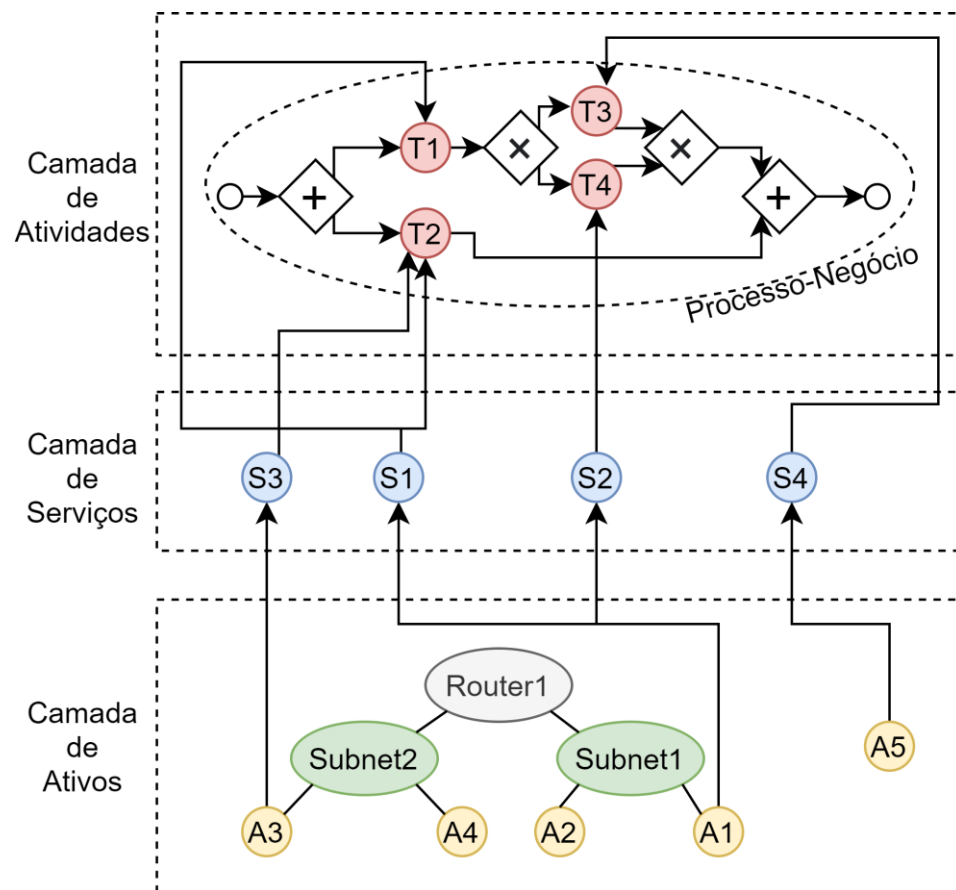 Camada
de
Atividades
+
T1
×
T3
×
T4
+
T2
Processo-Negócio
Camada
de
Serviços
S3
S1
S2
S4
Camada
de
Ativos
Router1
Subnet2
Subnet1
A5
A3
A4
A2
A1